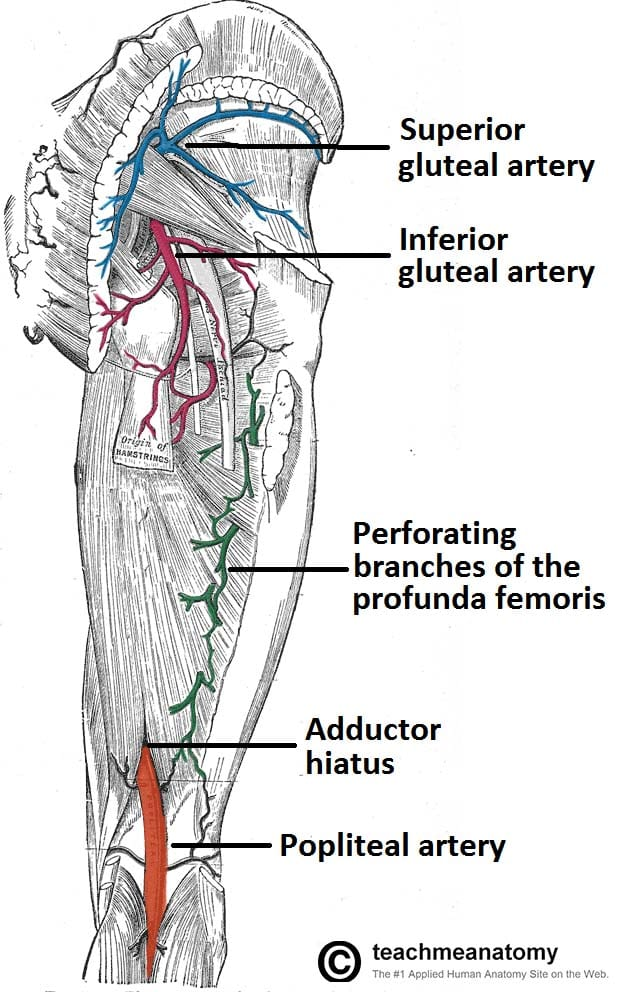 Superior
gluteal artery
Inferior
gluteal artery
Origin of
HAMSTRINGS
Perforating
branches of the
profunda femoris
Adductor
hiatus
Popliteal artery
© teachmeanatomy
The #1 Applied Human Anatomy Site on the Web.